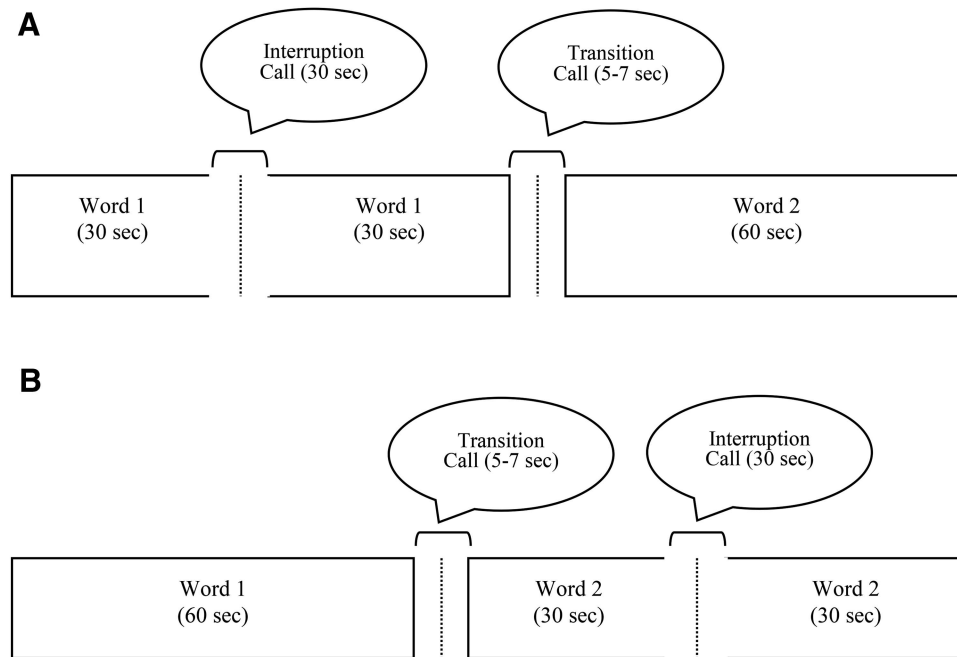 A
Interruption
Call (30 sec)
Transition
Call (5-7 sec)
Word 1
(30 sec)
Word 1
(30 sec)
Word 2
(60 sec)
B
Transition
Call (5-7 sec)
Interruption
Call (30 sec)
Word 1
(60 sec)
Word 2
(30 sec)
Word 2
(30 sec)